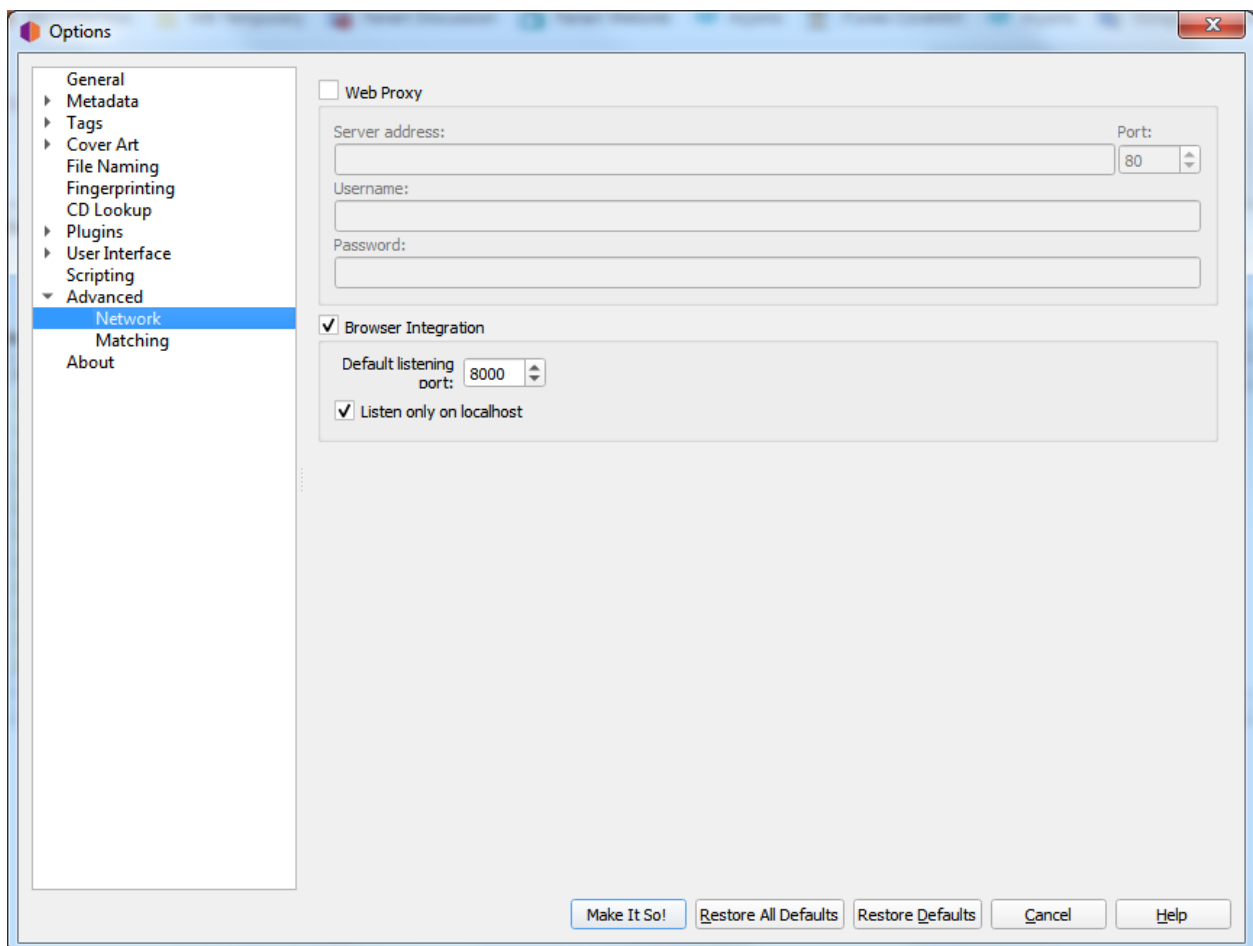 Options
General
Metadata
Tags
Cover Art
File Naming
Fingerprinting
CD Lookup
Plugins
User Interface
Scripting
Advanced
Network
Matching
About
Web Proxy
Server address:
Port:
80
Username:
Password:
Browser Integration
Default listening
port:
8000
Listen only on localhost
Make It So!
Restore All Defaults
Restore Defaults
Cancel
Help